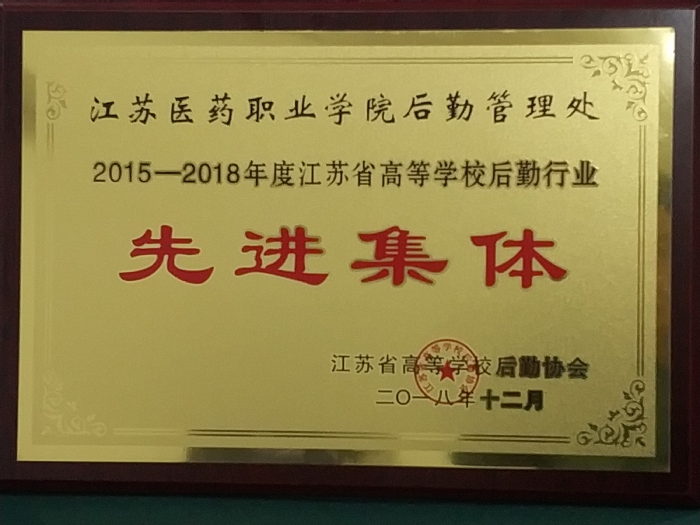 江苏医药职业学院后勤管理处
2015—2018年度江苏省高等学校后勤行业
先进集体
江苏省高等学校后勤协会
二〇一八年十二月